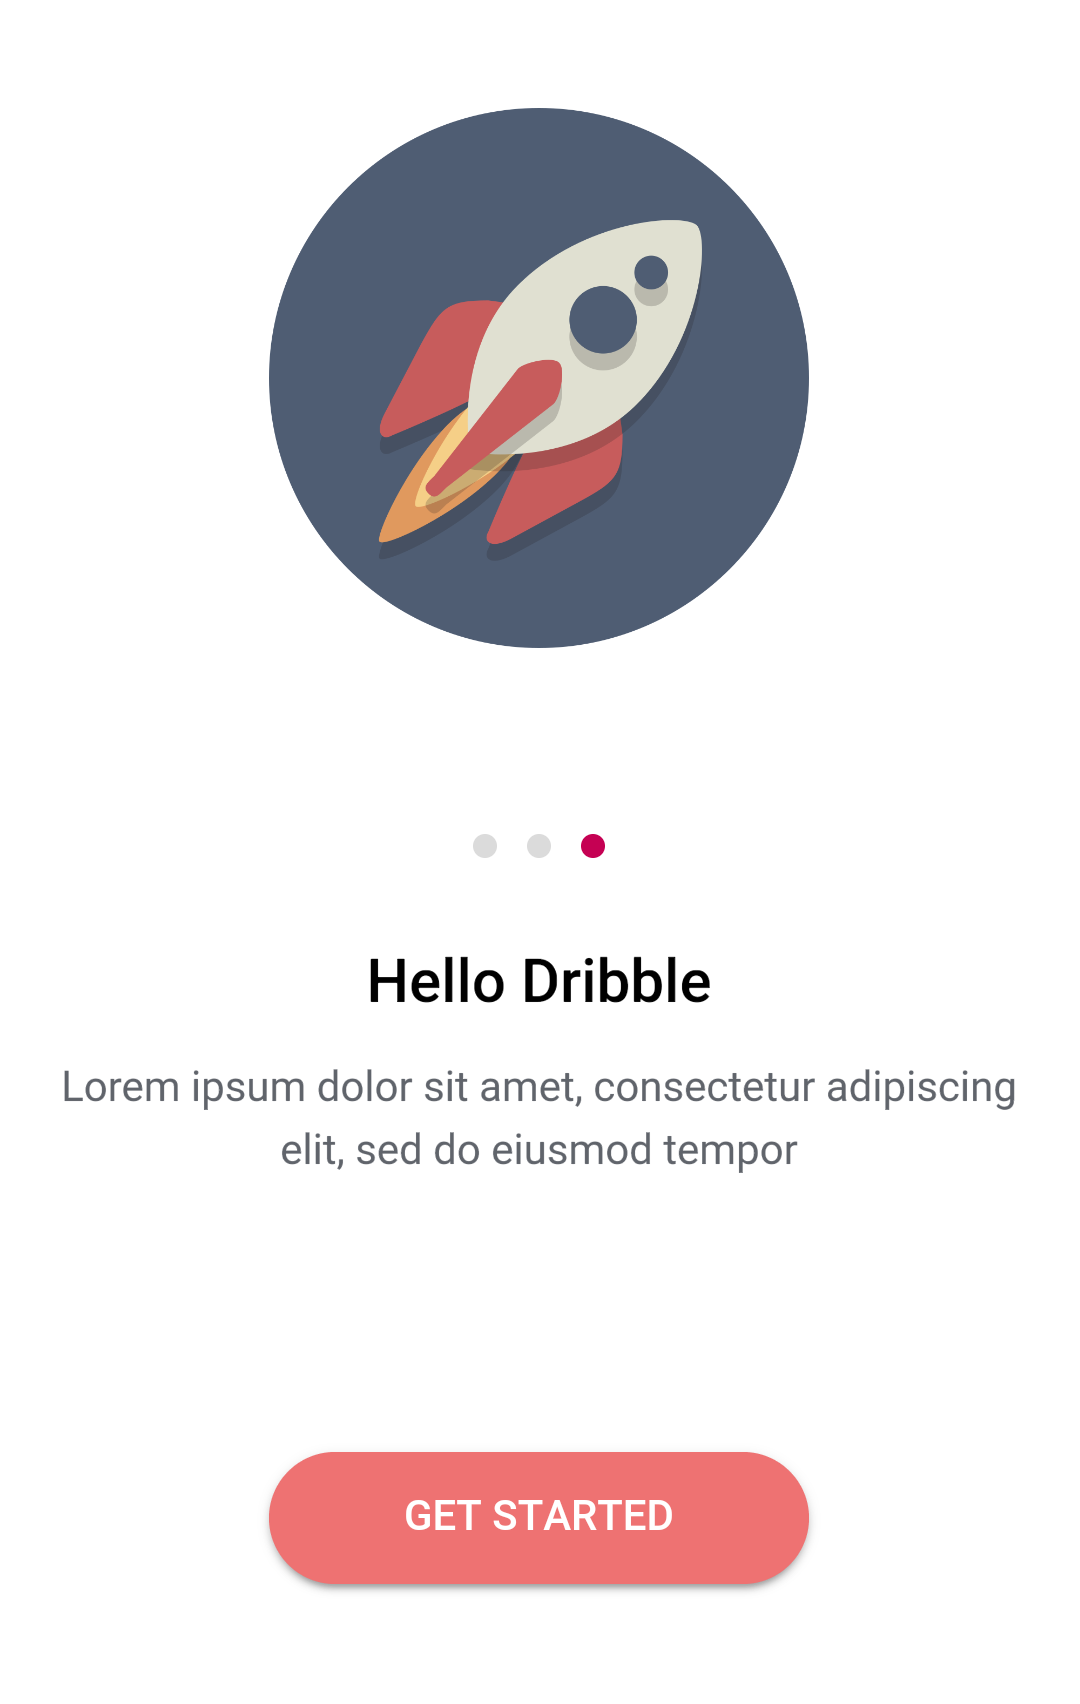 Hello Dribble
Lorem ipsum dolor sit amet, consectetur adipiscing
elit, sed do eiusmod tempor
GET STARTED